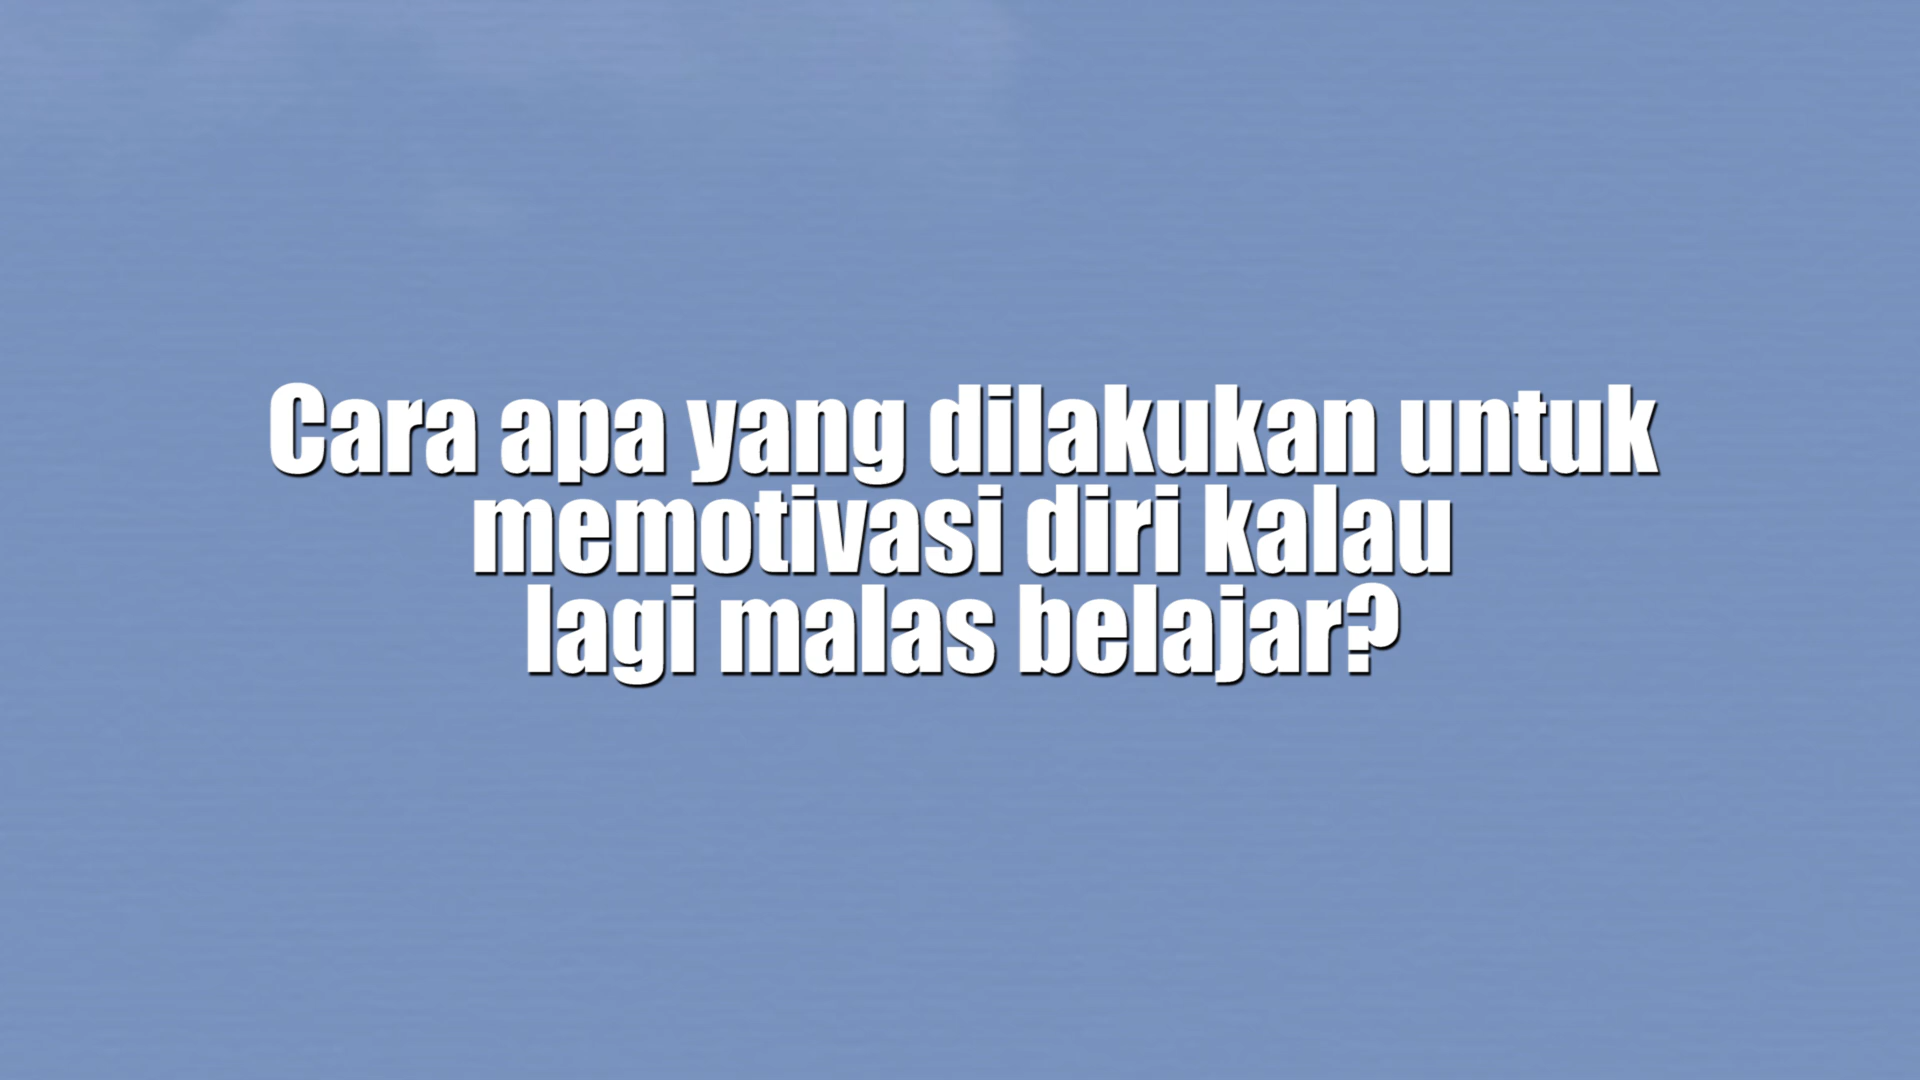 Cara apa yang dilakukan untuk
memotivasi diri kalau
lagi malas belajar?